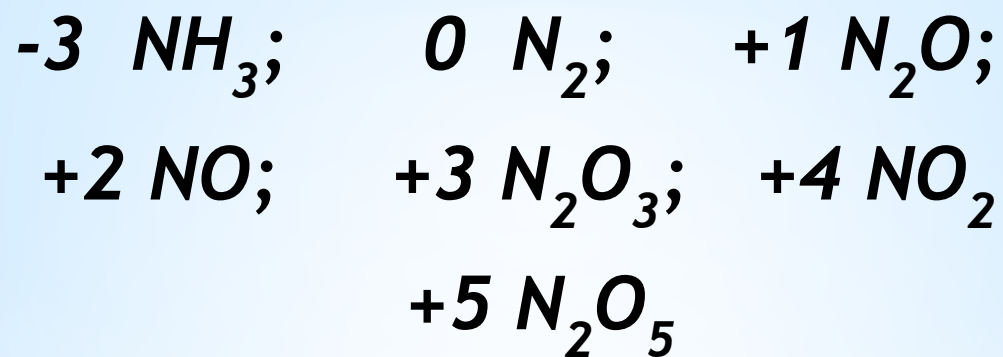 -3 NH₃; 0 N₂; +1 N₂O;
+2 NO; +3 N₂O₃; +4 NO₂
+5 N₂O₅